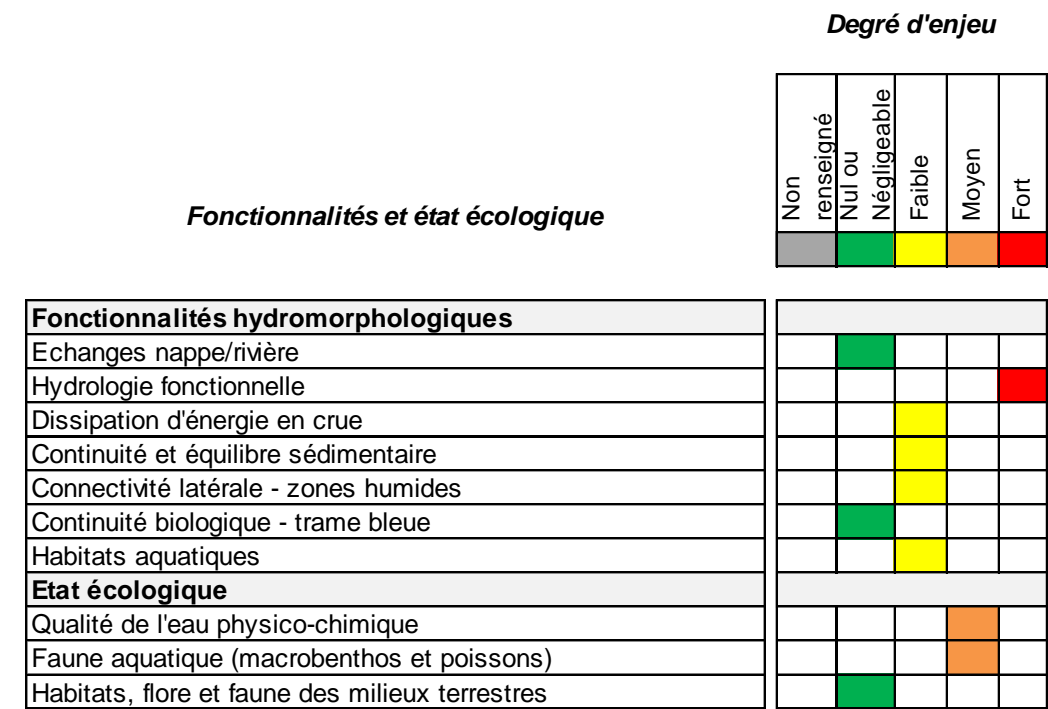 Degré d'enjeu
Non
renseigné
Nul ou
Négligeable
Faible
Moyen
Fort
Fonctionnalités et état écologique
Fonctionnalités hydromorphologiques
Echanges nappe/rivière
Hydrologie fonctionnelle
Dissipation d'énergie en crue
Continuité et équilibre sédimentaire
Connectivité latérale - zones humides
Continuité biologique - trame bleue
Habitats aquatiques
Etat écologique
Qualité de l'eau physico-chimique
Faune aquatique (macrobenthos et poissons)
Habitats, flore et faune des milieux terrestres